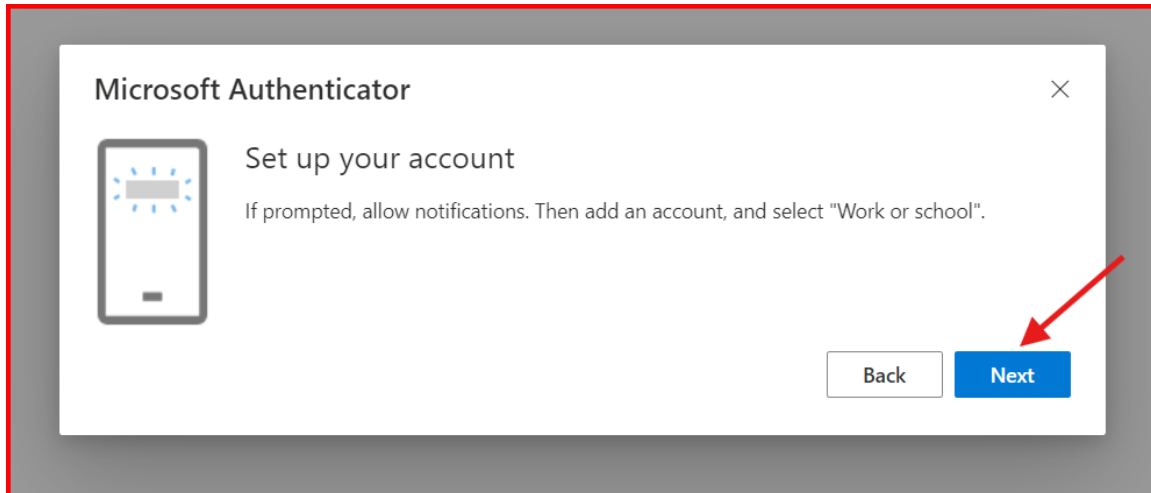 Microsoft Authenticator
Set up your account
If prompted, allow notifications. Then add an account, and select "Work or school".
Back
Next